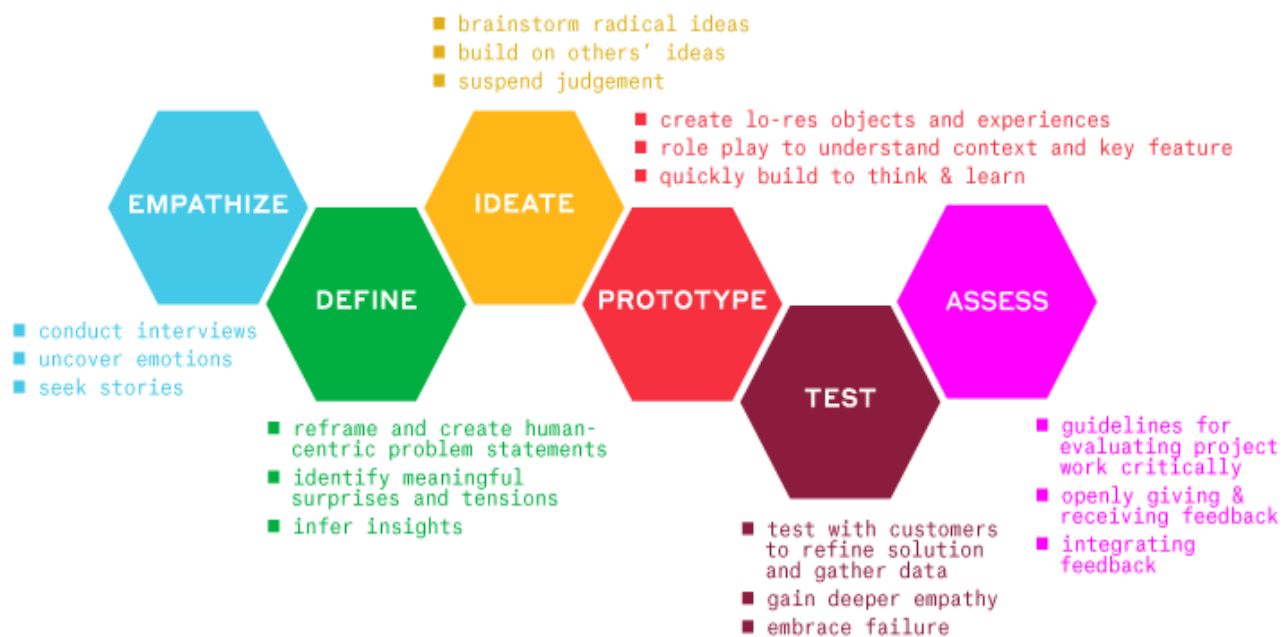 EMPATHIZE
■ conduct interviews
■ uncover emotions
■ seek stories
DEFINE
■ reframe and create human-
centric problem statements
■ identify meaningful
surprises and tensions
■ infer insights
■ brainstorm radical ideas
■ build on others’ ideas
■ suspend judgement
IDEATE
■ create lo-res objects and experiences
■ role play to understand context and key feature
■ quickly build to think & learn
PROTOTYPE
TEST
■ test with customers
to refine solution
and gather data
■ gain deeper empathy
■ embrace failure
ASSESS
■ guidelines for
evaluating project
work critically
■ openly giving &
receiving feedback
■ integrating
feedback